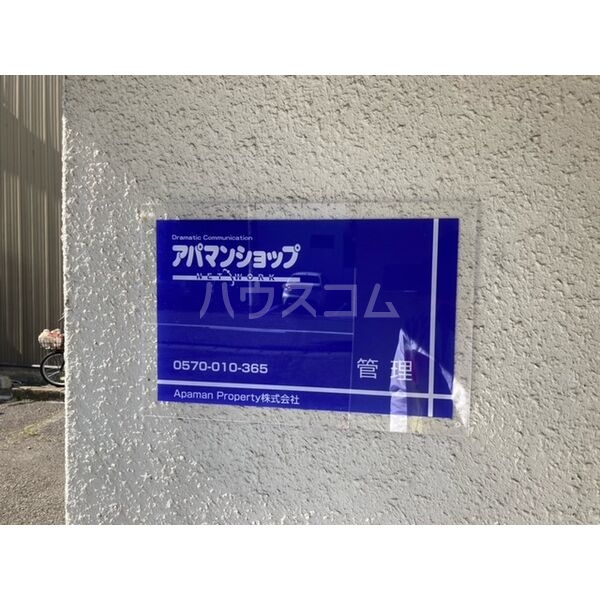 Dramatic Communication
アパマンショップ
NETWORK
ハウスコム
0570-010-365
管理
Apaman Property株式会社